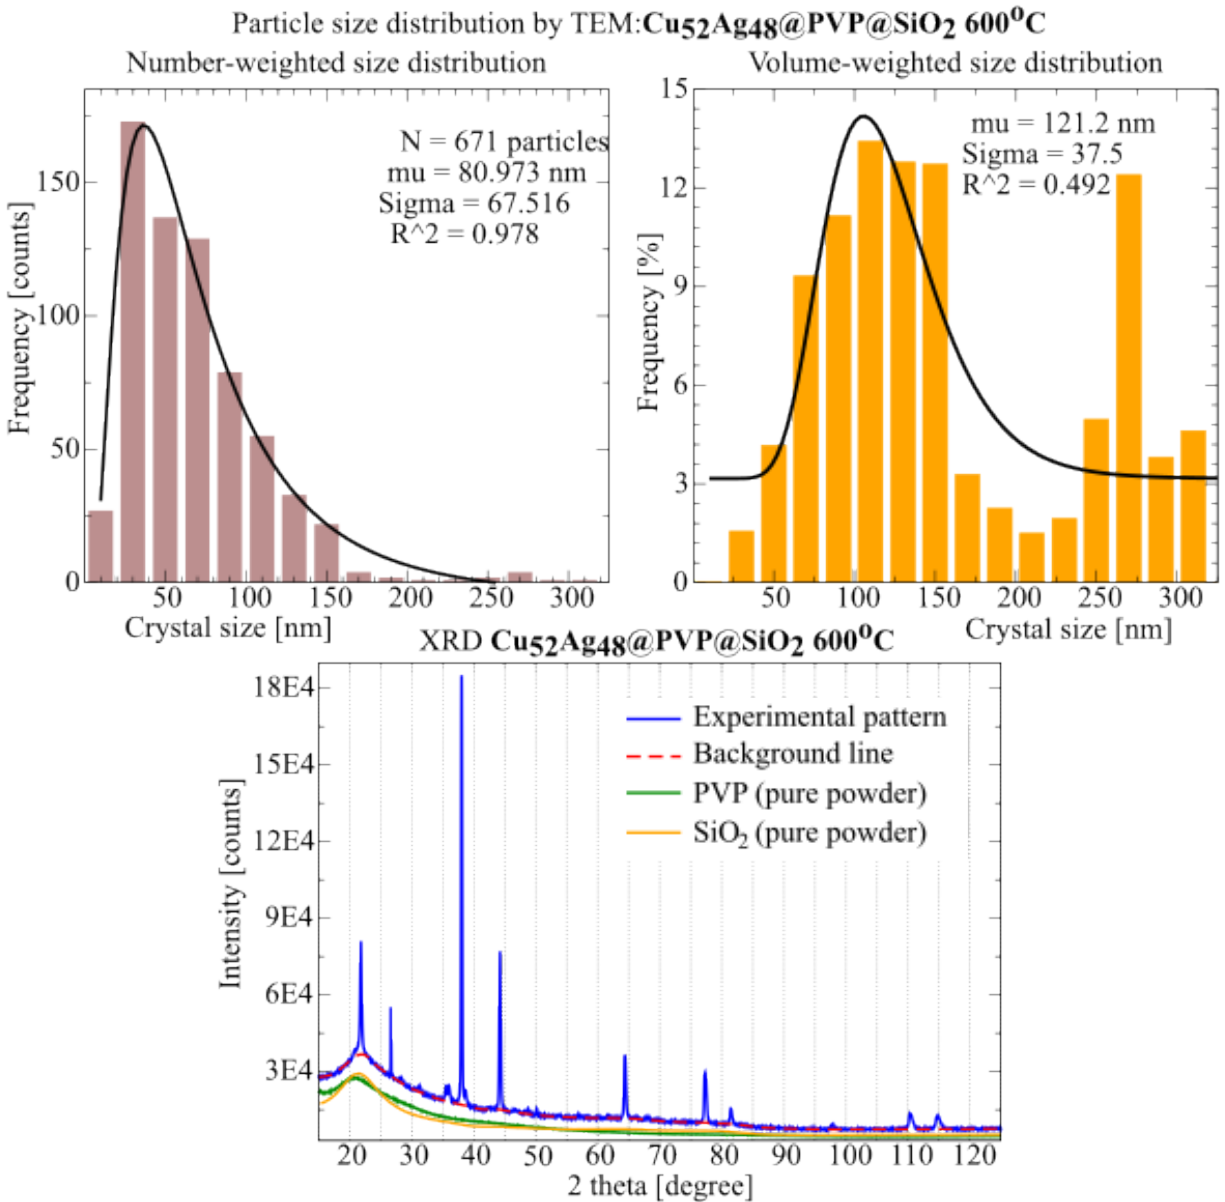 Particle size distribution by TEM:Cu52Ag48@PVP@SiO2 600°C
Number-weighted size distribution
N = 671 particles
mu = 80.973 nm
Sigma = 67.516
R^2 = 0.978
Frequency [counts]
150
100
50
0
50 100 150 200 250 300
Crystal size [nm]
Volume-weighted size distribution
mu = 121.2 nm
Sigma = 37.5
R^2 = 0.492
Frequency [%]
15
12
9
6
3
0
50 100 150 200 250 300
Crystal size [nm]
XRD Cu52Ag48@PVP@SiO2 600°C
Experimental pattern
Background line
PVP (pure powder)
SiO2 (pure powder)
Intensity [counts]
18E4
15E4
12E4
9E4
6E4
3E4
20 30 40 50 60 70 80 90 100 110 120
2 theta [degree]